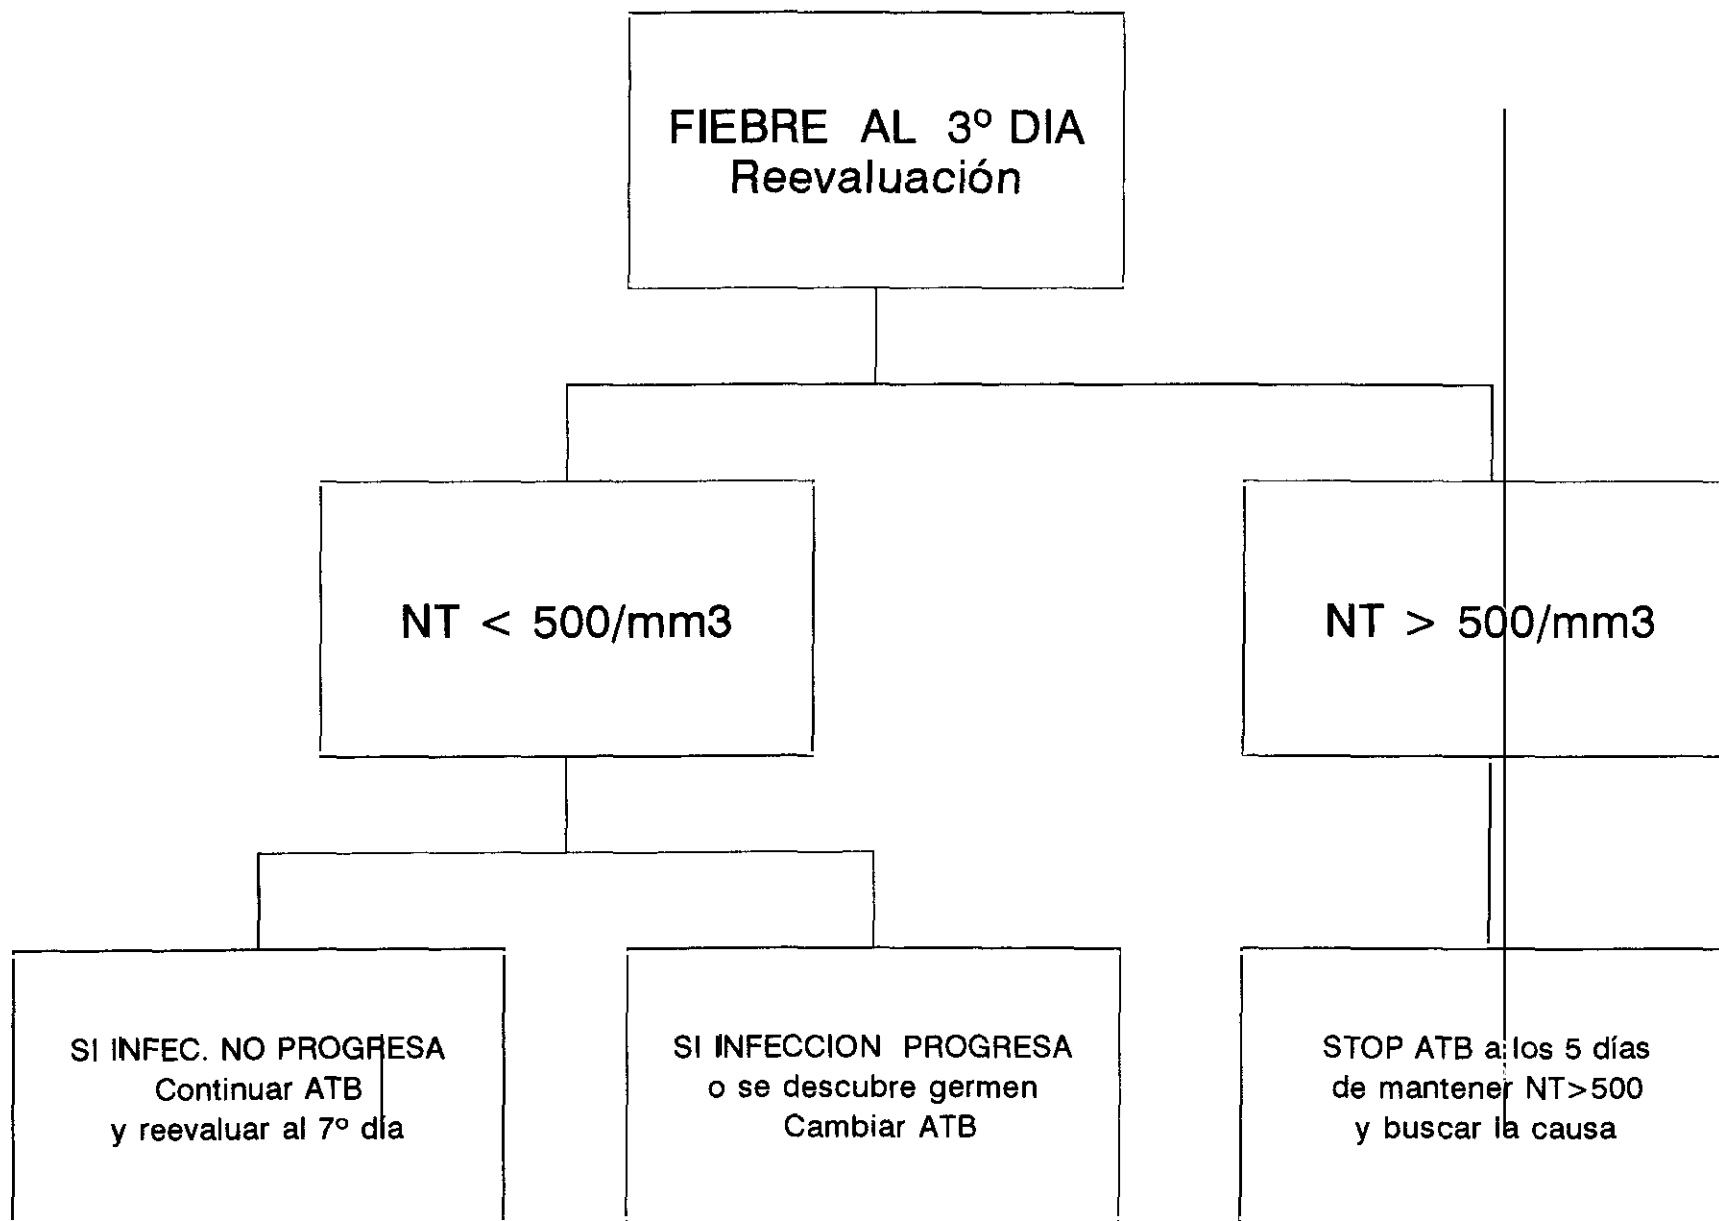 FIEBRE AL 3º DIA
Reevaluación
NT < 500/mm3
NT > 500/mm3
SI INFEC. NO PROGRESA
Continuar ATB
y reevaluar al 7º día
SI INFECCION PROGRESA
o se descubre germen
Cambiar ATB
STOP ATB a los 5 días
de mantener NT>500
y buscar la causa